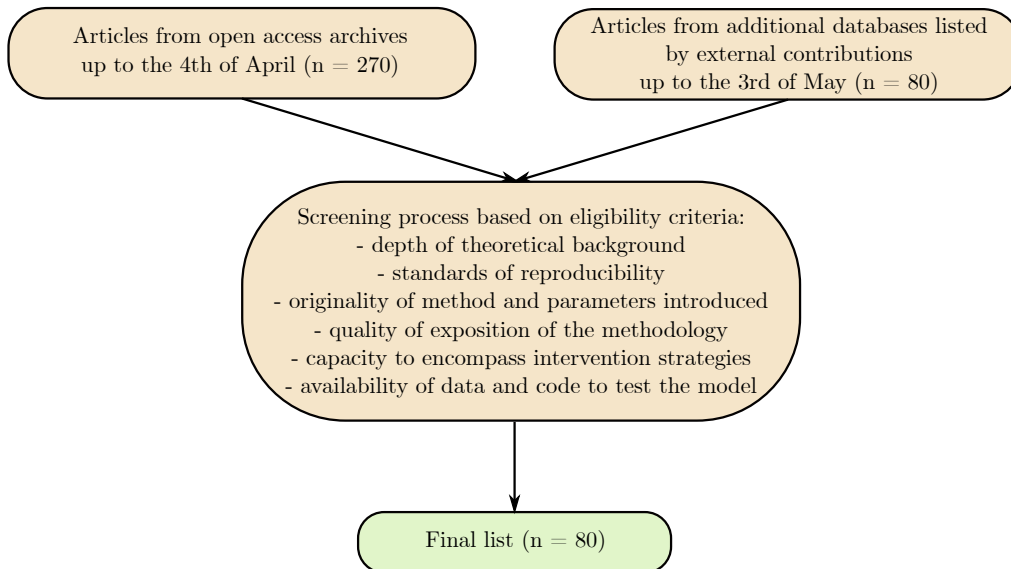 Articles from open access archives
up to the 4th of April (n = 270)
Articles from additional databases listed
by external contributions
up to the 3rd of May (n = 80)
Screening process based on eligibility criteria:
- depth of theoretical background
- standards of reproducibility
- originality of method and parameters introduced
- quality of exposition of the methodology
- capacity to encompass intervention strategies
- availability of data and code to test the model
Final list (n = 80)